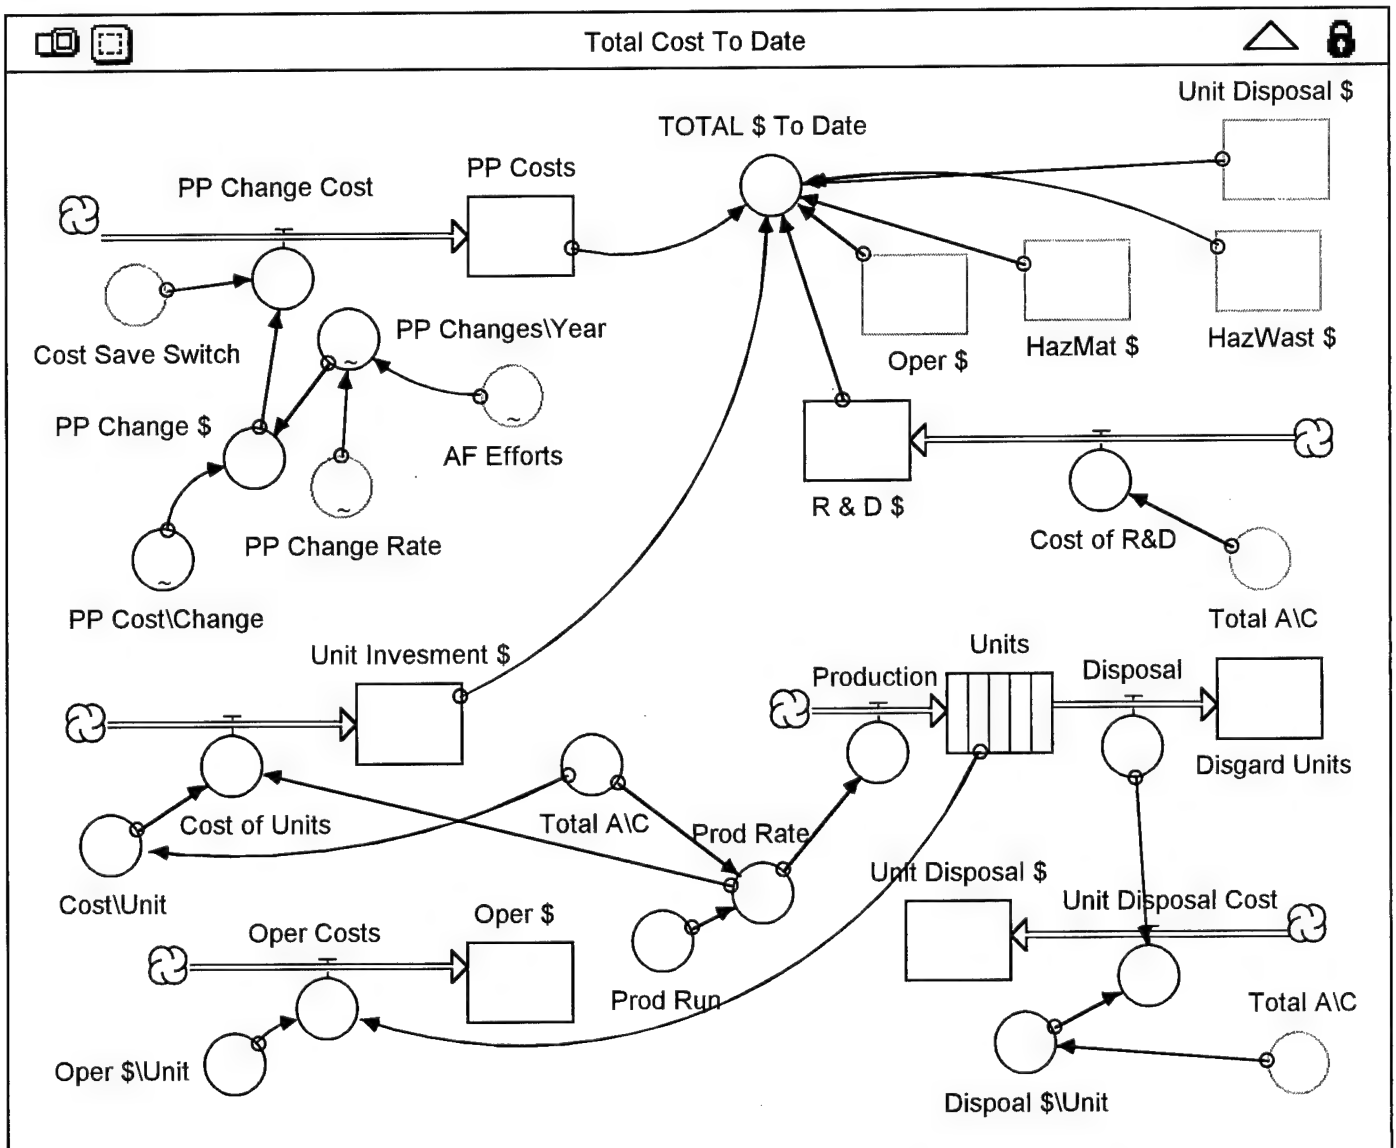 Total Cost To Date
Unit Disposal $
TOTAL $ To Date
PP Costs
PP Change Cost
Cost Save Switch
PP Changes\Year
Oper $
HazMat $
HazWast $
PP Change $
AF Efforts
R & D $
PP Change Rate
Cost of R&D
PP Cost\Change
Total A\C
Unit Invesment $
Units
Production
Disposal
Disgard Units
Cost of Units
Total A\C
Prod Rate
Unit Disposal $
Unit Disposal Cost
Cost\Unit
Oper $
Oper Costs
Prod Run
Total A\C
Oper $\Unit
Dispoal $\Unit
~
~
~
~